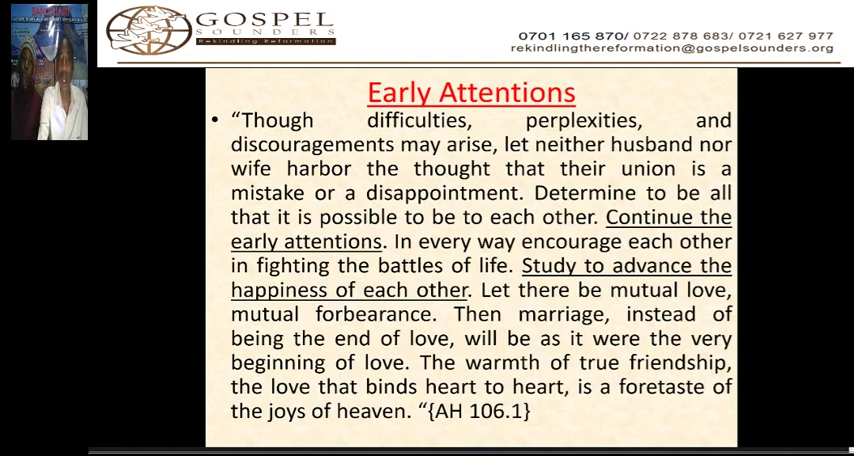 GOSPEL
SOUNDERS
Rekindling Reformation
0701 165 870/ 0722 878 683/ 0721 627 977
rekindlingthereformation@gospelsounders.org
Early Attentions
• “Though difficulties, perplexities, and
discouragements may arise, let neither husband nor
wife harbor the thought that their union is a
mistake or a disappointment. Determine to be all
that it is possible to be to each other. Continue the
early attentions. In every way encourage each other
in fighting the battles of life. Study to advance the
happiness of each other. Let there be mutual love,
mutual forbearance. Then marriage, instead of
being the end of love, will be as it were the very
beginning of love. The warmth of true friendship,
the love that binds heart to heart, is a foretaste of
the joys of heaven. “{AH 106.1}